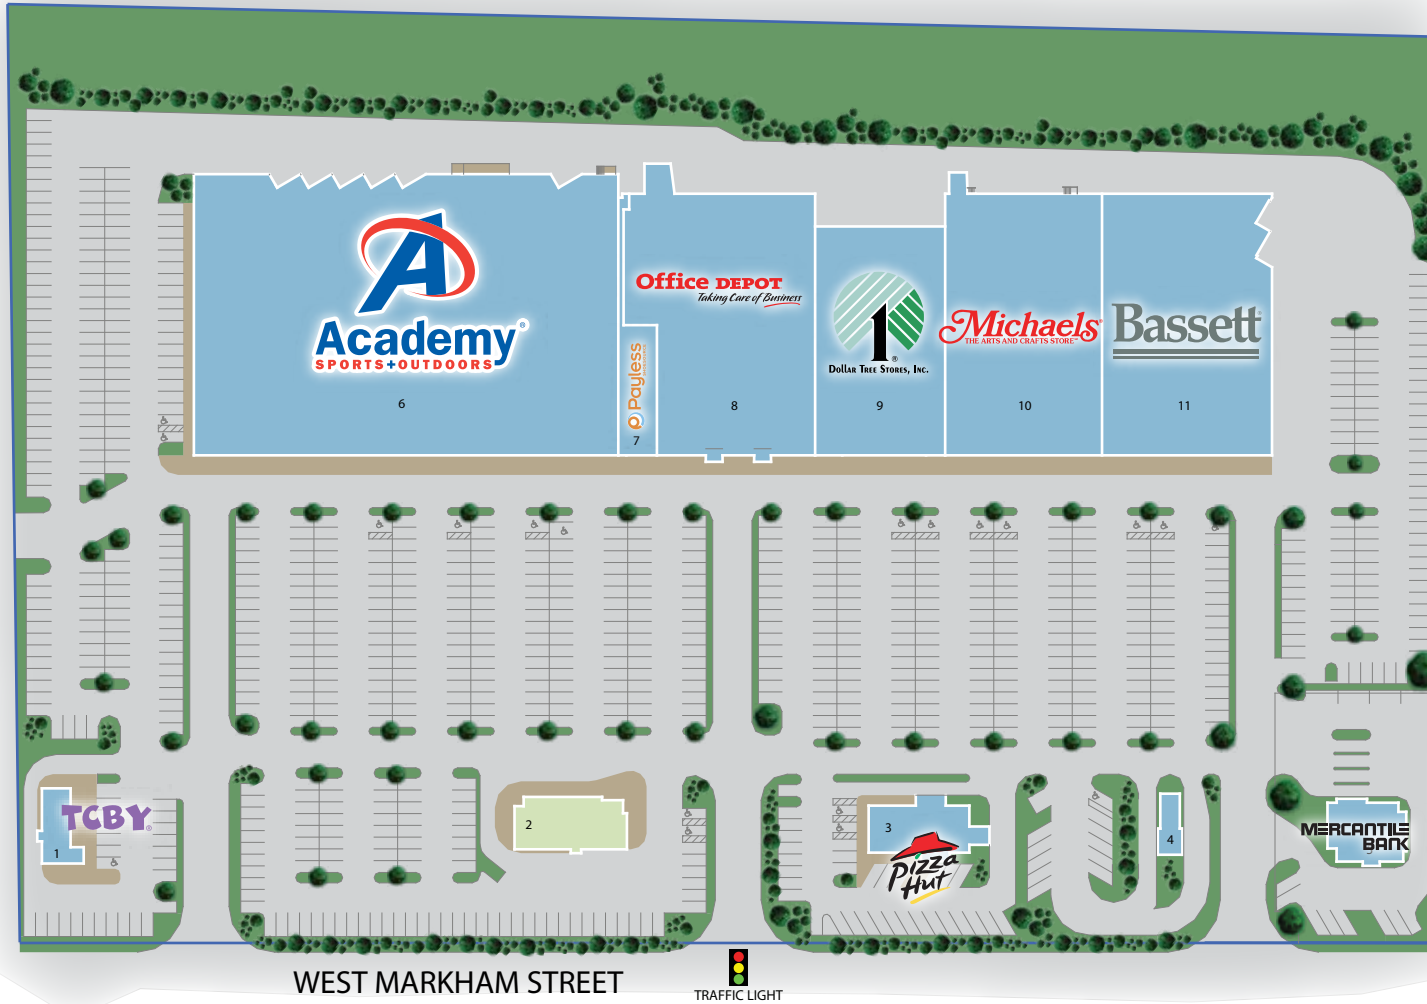 A
Academy®
SPORTS+OUTDOORS
6
Payless
7
Office DEPOT
Taking Care of Business
8
1®
Dollar Tree Stores, Inc.
9
Michaels®
THE ARTS AND CRAFTS STORE™
10
Bassett
11
TCBY®
1
2
3
Pizza
Hut
4
MERCANTILE
BANK
WEST MARKHAM STREET
TRAFFIC LIGHT